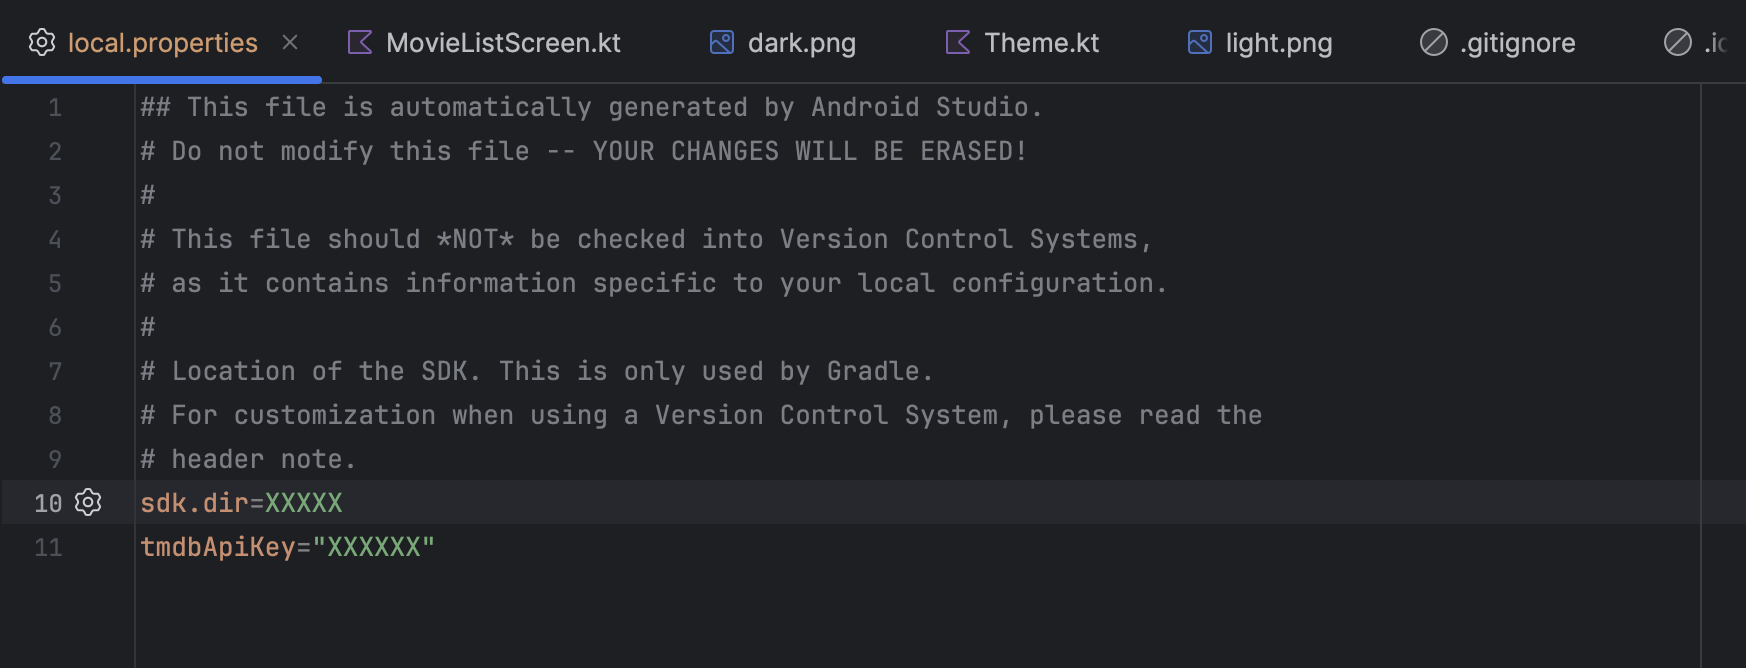 local.properties
MovieListScreen.kt
dark.png
Theme.kt
light.png
.gitignore
1 ## This file is automatically generated by Android Studio.
2 # Do not modify this file -- YOUR CHANGES WILL BE ERASED!
3 #
4 # This file should *NOT* be checked into Version Control Systems,
5 # as it contains information specific to your local configuration.
6 #
7 # Location of the SDK. This is only used by Gradle.
8 # For customization when using a Version Control System, please read the
9 # header note.
10 sdk.dir=XXXXX
11 tmdbApiKey="XXXXXX"